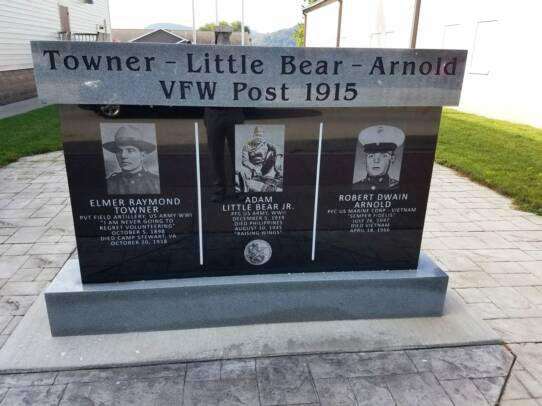 Towner - Little Bear - Arnold
VFW Post 1915
ELMER RAYMOND
TOWNER
PVT FIELD ARTILLERY, US ARMY WWI
"I AM NEVER GOING TO
REGRET VOLUNTEERING"
OCTOBER 5, 1898
DIED CAMP STEWART, VA
OCTOBER 20, 1918
ADAM
LITTLE BEAR JR.
PFC US ARMY, WWII
DECEMBER 5, 1919
DIED PHILIPPINES
AUGUST 10, 1945
"RAISING WINGS"
ROBERT DWAIN
ARNOLD
PFC US MARINE CORP - VIETNAM
"SEMPER FIDELIS"
JULY 26, 1947
DIED VIETNAM
APRIL 18, 1966